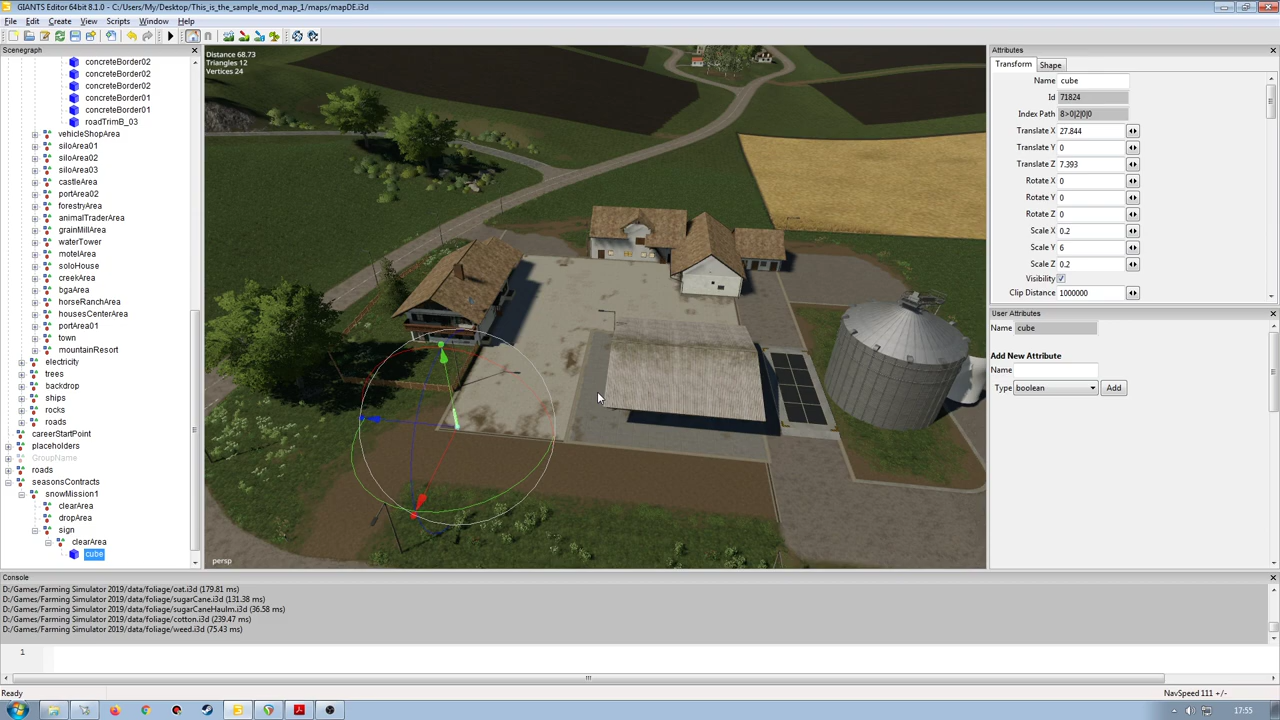 GIANTS Editor 64bit 8.1.0 - C:/Users/My/Desktop/This_is_the_sample_mod_map_1/maps/mapDE.i3d
File Edit Create View Scripts Window Help
Scenegraph
concreteBorder02
concreteBorder02
concreteBorder02
concreteBorder01
concreteBorder01
roadTrimB_03
vehicleShopArea
siloArea01
siloArea02
siloArea03
castleArea
portArea02
forestryArea
animalTraderArea
grainMillArea
waterTower
motelArea
soloHouse
creekArea
bgaArea
horseRanchArea
housesCenterArea
portArea01
town
mountainResort
electricity
trees
backdrop
ships
rocks
roads
careerStartPoint
placeholders
GroupName
roads
seasonsContracts
snowMission1
clearArea
dropArea
sign
clearArea
cube
Distance 68.73
Triangles 12
Vertices 24
persp
Attributes
Transform Shape
Name cube
Id 71824
Index Path 8>0|2|0|0
Translate X 27.844
Translate Y 0
Translate Z 7.393
Rotate X 0
Rotate Y 0
Rotate Z 0
Scale X 0.2
Scale Y 6
Scale Z 0.2
Visibility
Clip Distance 1000000
User Attributes
Name cube
Add New Attribute
Name
Type boolean Add
Console
D:/Games/Farming Simulator 2019/data/foliage/oat.i3d (179.81 ms)
D:/Games/Farming Simulator 2019/data/foliage/sugarCane.i3d (131.38 ms)
D:/Games/Farming Simulator 2019/data/foliage/sugarCaneHaulm.i3d (36.58 ms)
D:/Games/Farming Simulator 2019/data/foliage/cotton.i3d (239.47 ms)
D:/Games/Farming Simulator 2019/data/foliage/weed.i3d (75.43 ms)
1
Ready
NavSpeed 111 +/-
17:55